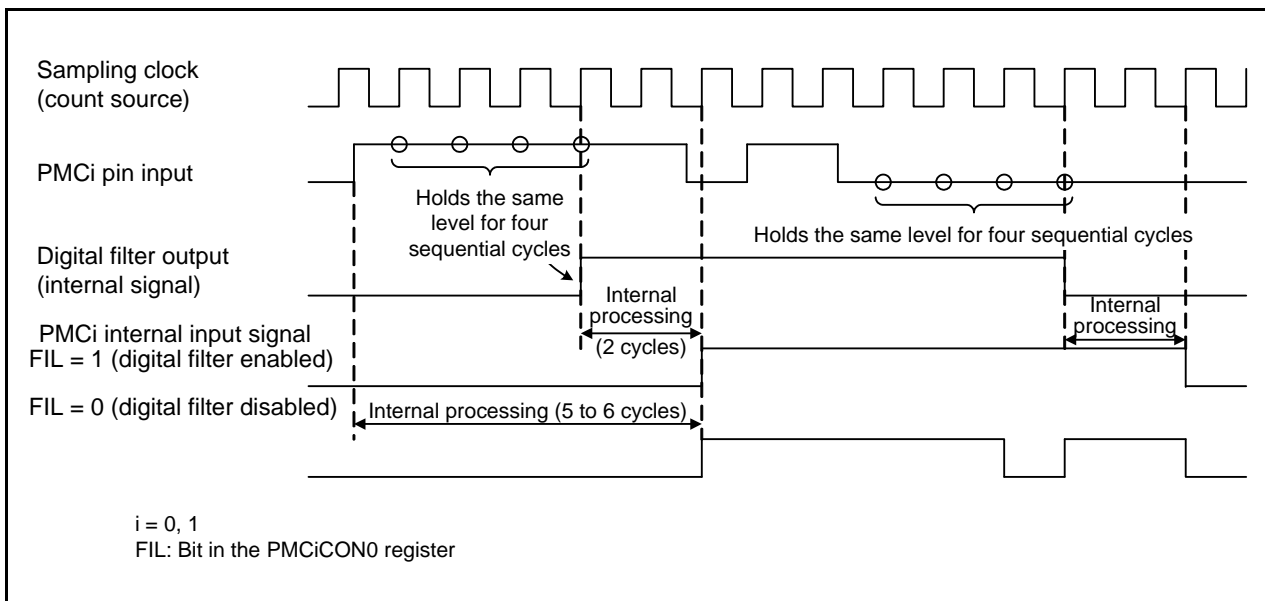 Sampling clock
(count source)
PMCi pin input
Holds the same
level for four
sequential cycles
Holds the same level for four sequential cycles
Digital filter output
(internal signal)
Internal
processing
(2 cycles)
Internal
processing
PMCi internal input signal
FIL = 1 (digital filter enabled)
FIL = 0 (digital filter disabled)
Internal processing (5 to 6 cycles)
i = 0, 1
FIL: Bit in the PMCiCON0 register